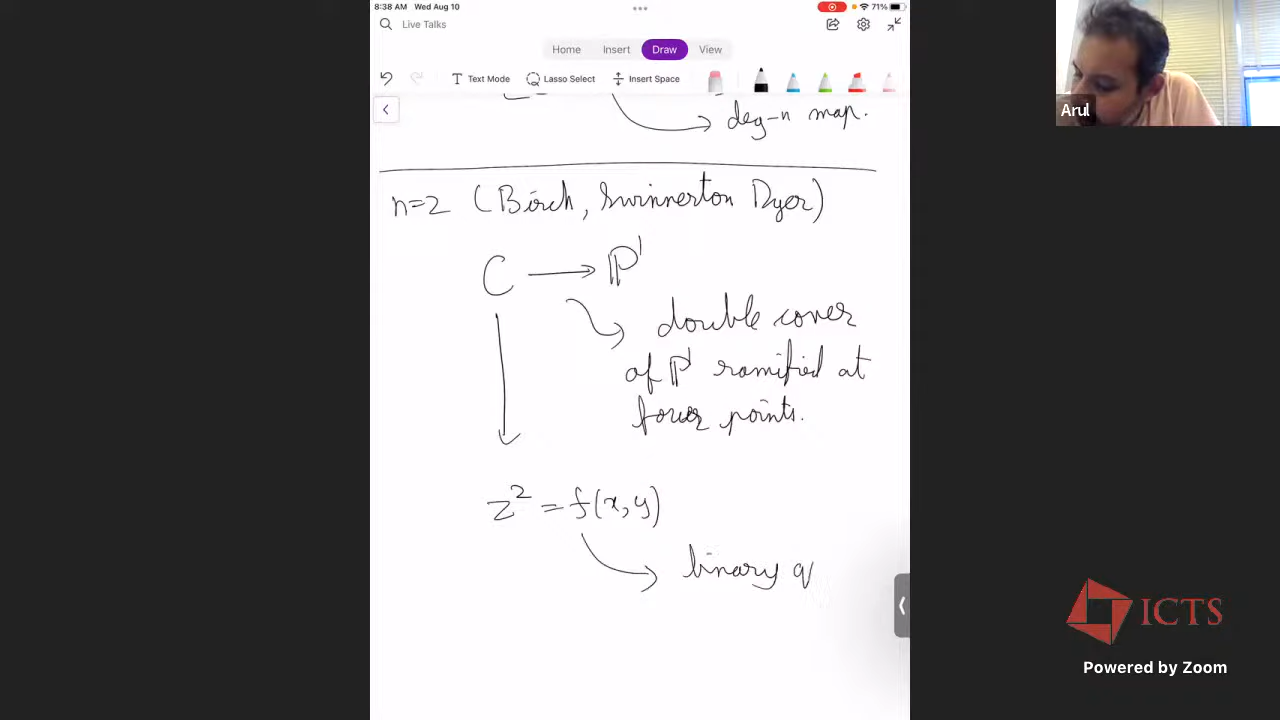 8:38 AM Wed Aug 10
71%
Live Talks
Home Insert Draw View
Text Mode Lasso Select Insert Space
deg-n map.
n=2 (Birch, Swinnerton Dyer)
C → ℙ¹
double cover
of ℙ¹ ramified at
four points.
z² = f(x,y)
binary q
Arul
ICTS
Powered by Zoom